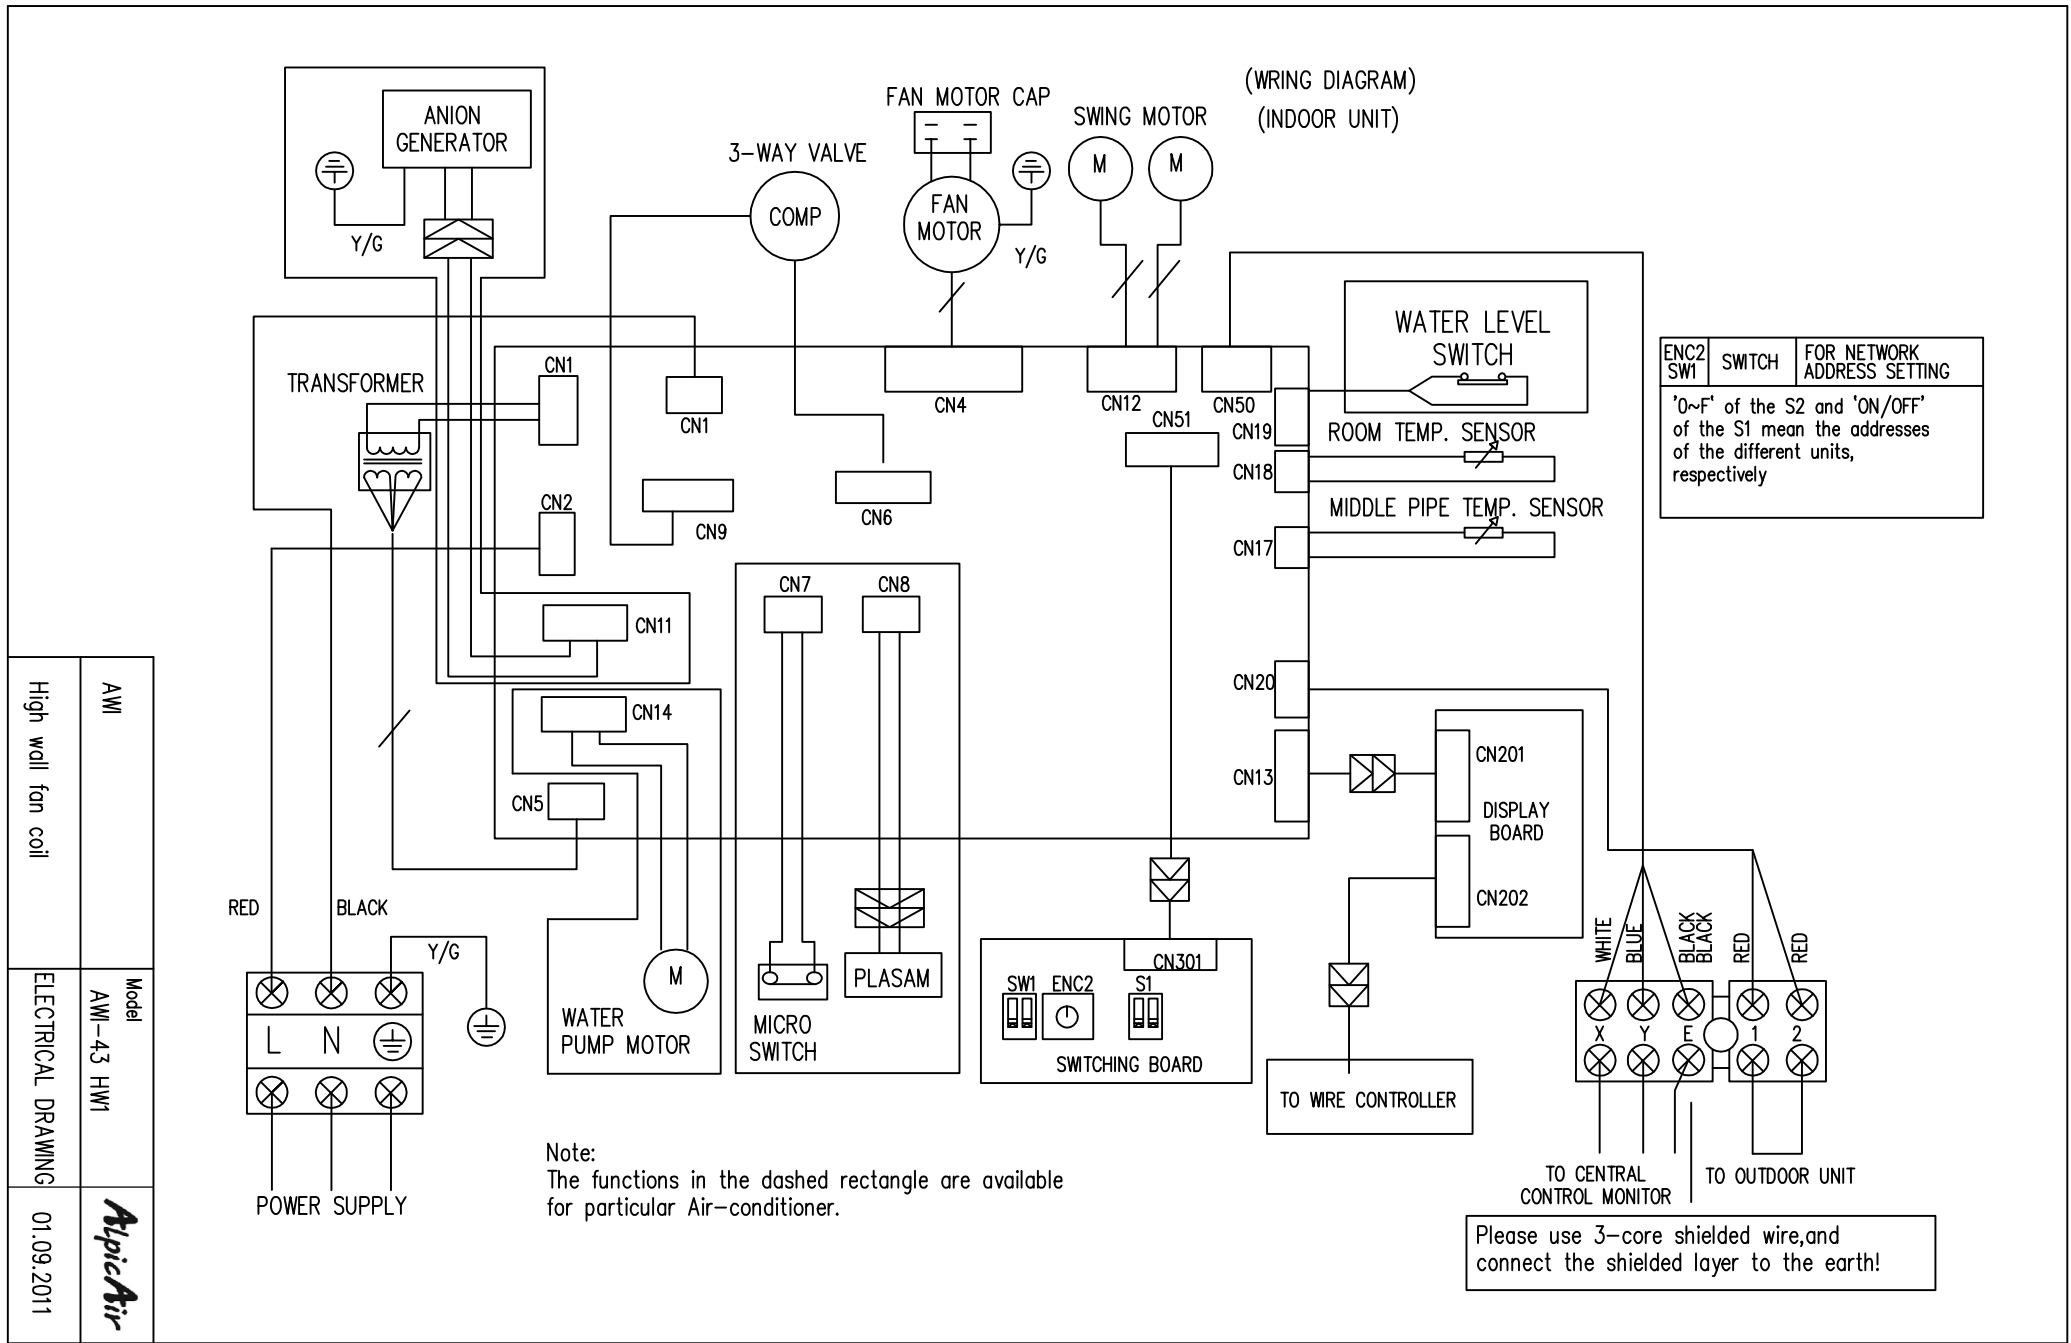 (WRING DIAGRAM)
(INDOOR UNIT)
ANION
GENERATOR
Y/G
3-WAY VALVE
COMP
FAN MOTOR CAP
FAN
MOTOR
Y/G
SWING MOTOR
M
M
WATER LEVEL
SWITCH
ENC2
SW1
SWITCH
FOR NETWORK
ADDRESS SETTING
'0~F' of the S2 and 'ON/OFF'
of the S1 mean the addresses
of the different units,
respectively
TRANSFORMER
CN1
CN1
CN4
CN12
CN50
CN51
CN19
ROOM TEMP. SENSOR
CN18
MIDDLE PIPE TEMP. SENSOR
CN17
CN2
CN9
CN6
CN7
CN8
CN11
CN14
CN5
CN20
CN13
CN201
DISPLAY
BOARD
CN202
RED
BLACK
Y/G
L
N
POWER SUPPLY
M
WATER
PUMP MOTOR
MICRO
SWITCH
PLASAM
CN301
SW1
ENC2
S1
SWITCHING BOARD
TO WIRE CONTROLLER
WHITE
BLUE
BLACK
BLACK
RED
RED
X
Y
E
1
2
TO CENTRAL
CONTROL MONITOR
TO OUTDOOR UNIT
Please use 3-core shielded wire,and
connect the shielded layer to the earth!
Note:
The functions in the dashed rectangle are available
for particular Air-conditioner.
AWI
High wall fan coil
Model
AWI-43 HW1
ELECTRICAL DRAWING
AlpicAir
01.09.2011